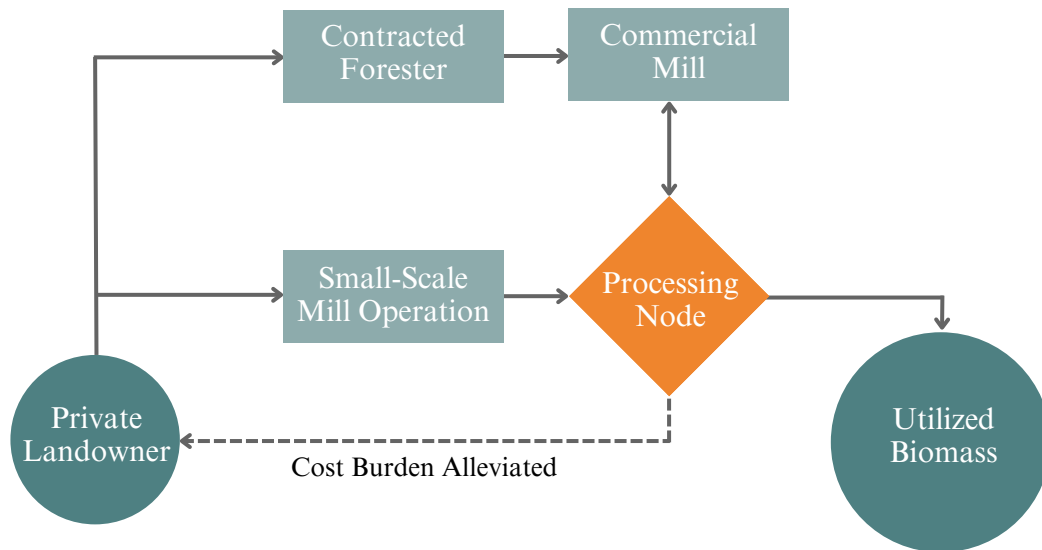 Contracted
Forester
Commercial
Mill
Small-Scale
Mill Operation
Processing
Node
Private
Landowner
Utilized
Biomass
Cost Burden Alleviated